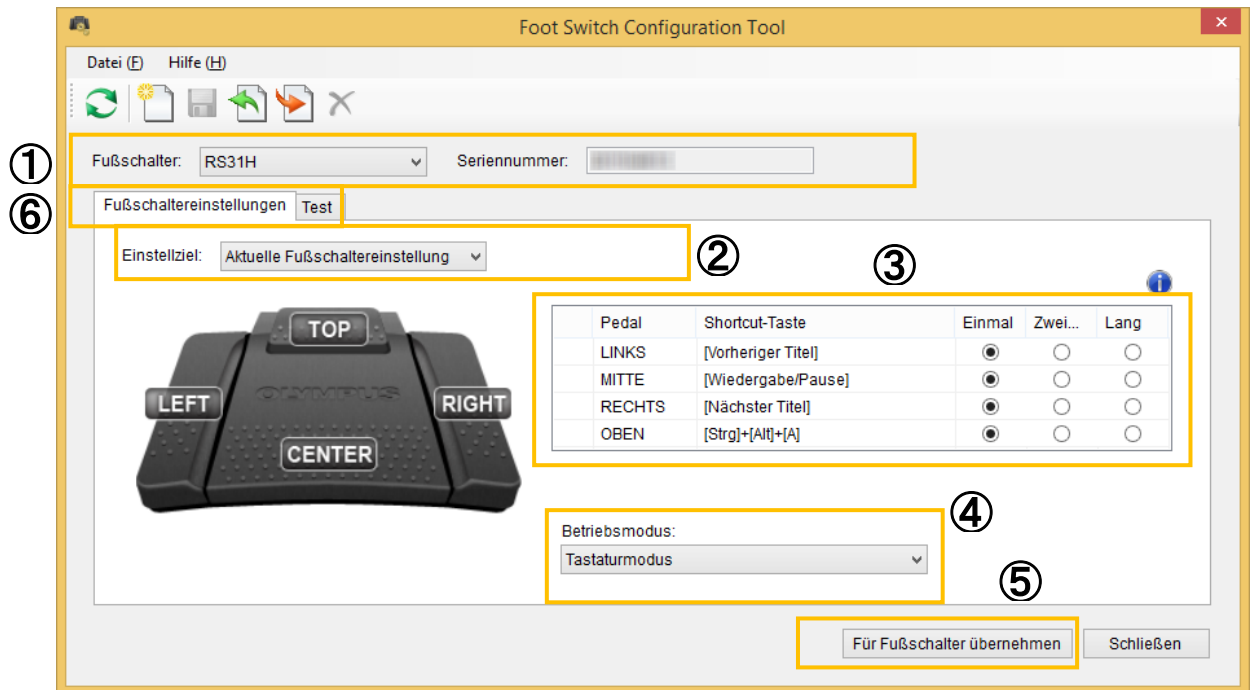 Foot Switch Configuration Tool
Datei (F) Hilfe (H)
① Fußschalter: RS31H Seriennummer:
⑥ Fußschaltereinstellungen Test
Einstellziel: Aktuelle Fußschaltereinstellung ②
③
Pedal Shortcut-Taste Einmal Zwei... Lang
LINKS [Vorheriger Titel]
MITTE [Wiedergabe/Pause]
RECHTS [Nächster Titel]
OBEN [Strg]+[Alt]+[A]
TOP
OLYMPUS
LEFT RIGHT
CENTER
④
Betriebsmodus:
Tastaturmodus
⑤
Für Fußschalter übernehmen Schließen